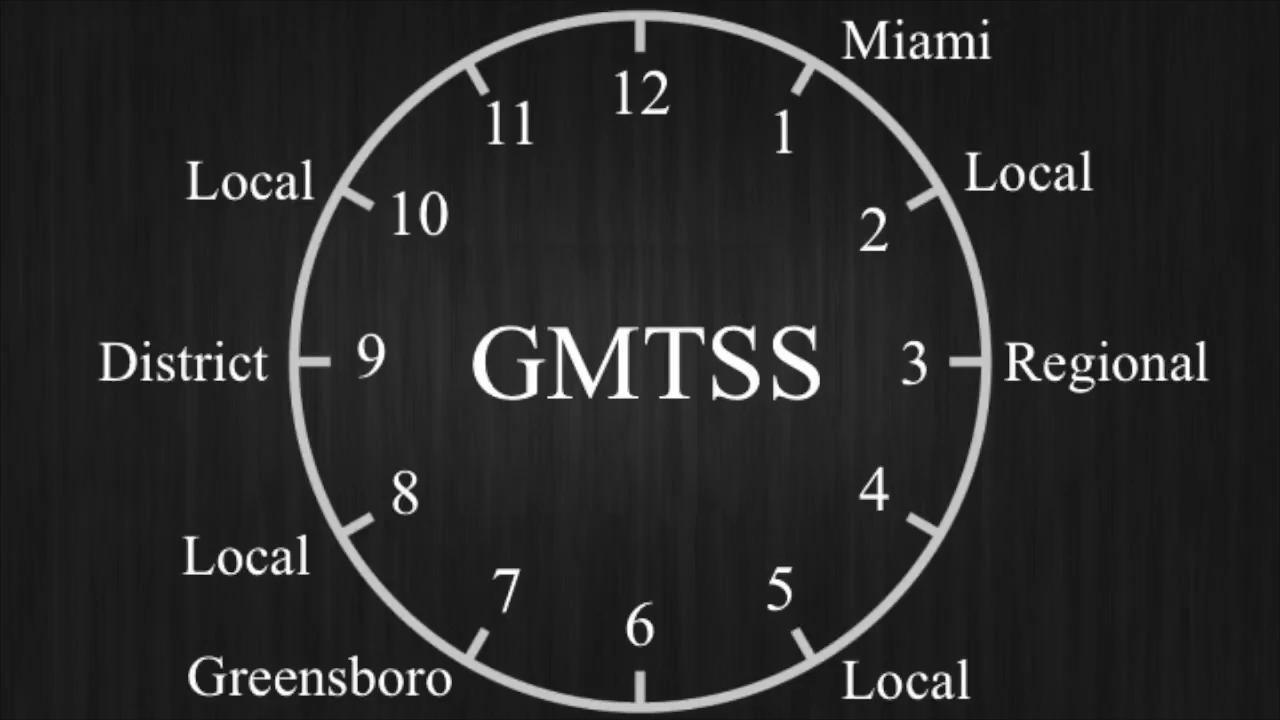 Miami
12
11
1
Local
Local
10
2
GMTSS
District
9
3
Regional
8
4
Local
7
5
6
Greensboro
Local